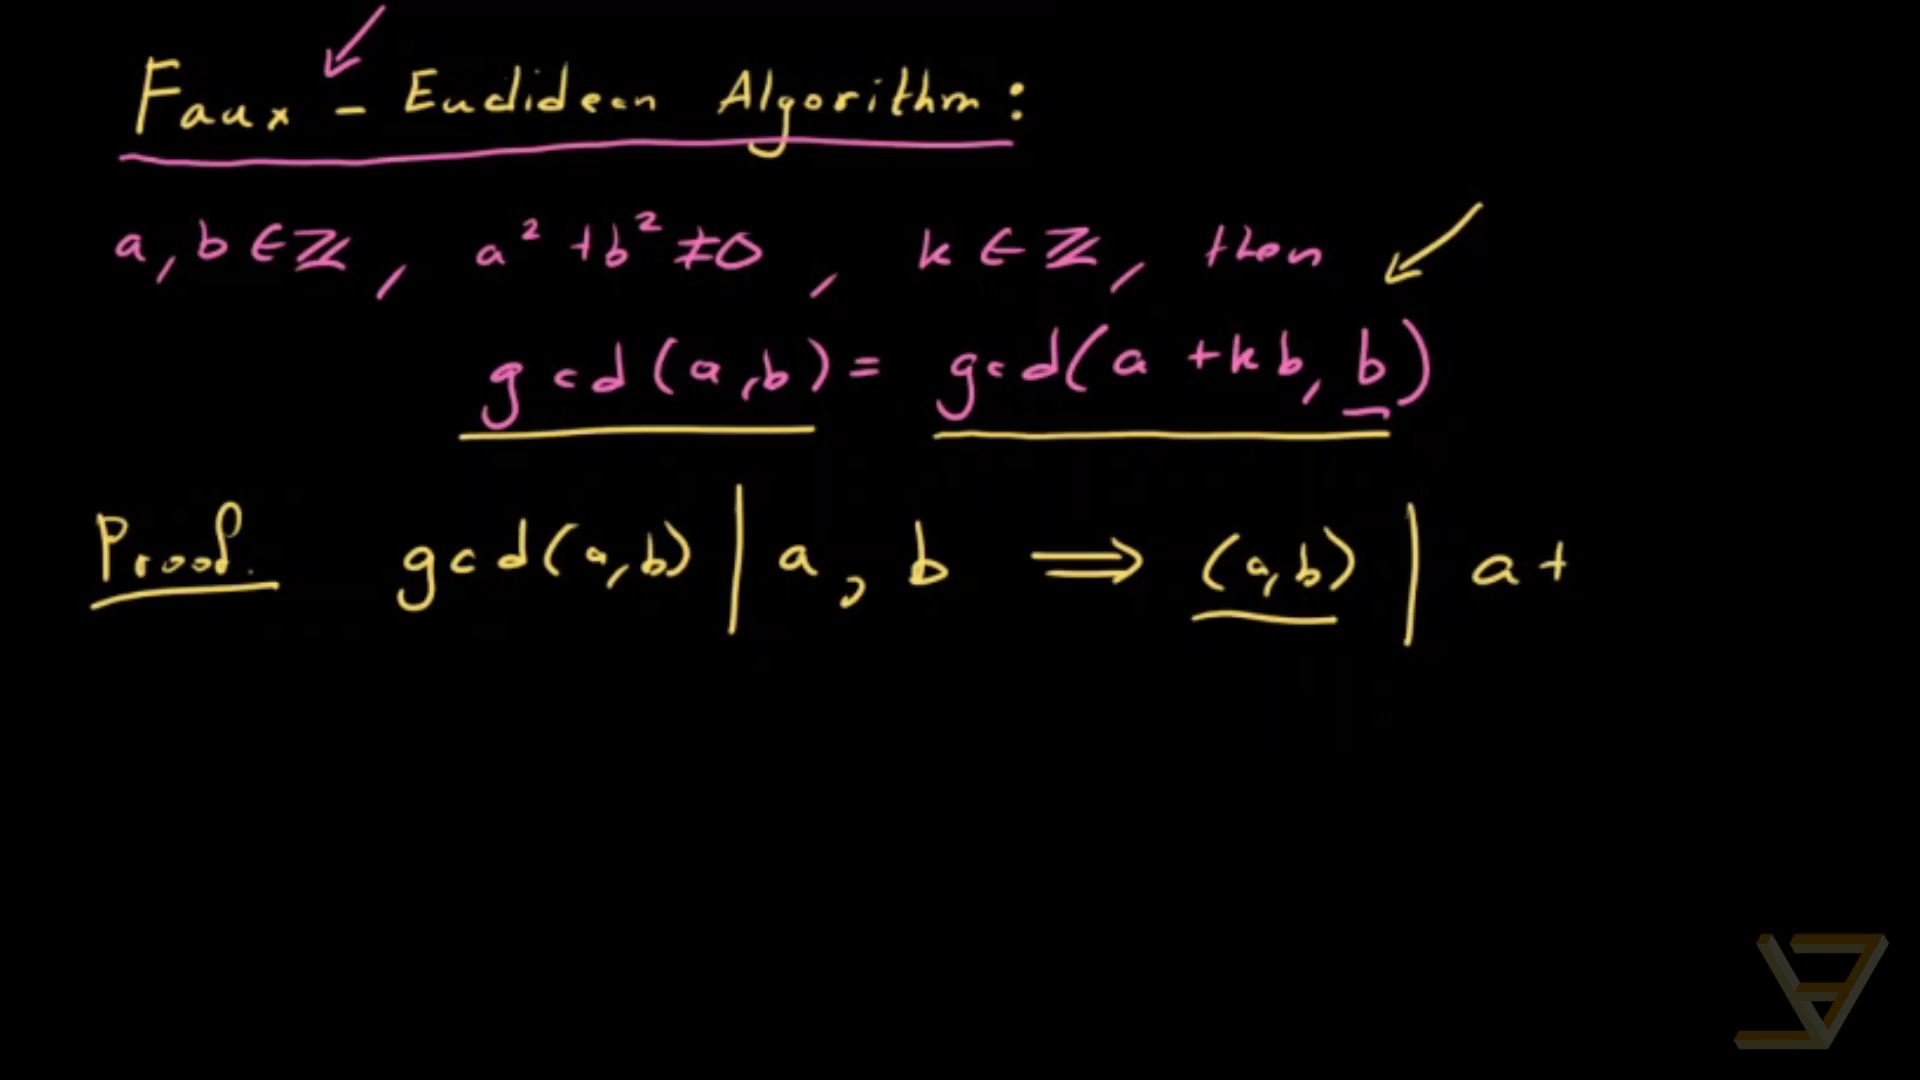 Faux - Euclidean Algorithm:
a, b ∈ ℤ, a² + b² ≠ 0, k ∈ ℤ, then
gcd(a,b) = gcd(a + kb, b)
Proof. gcd(a,b) | a, b ⟹ (a,b) | a +